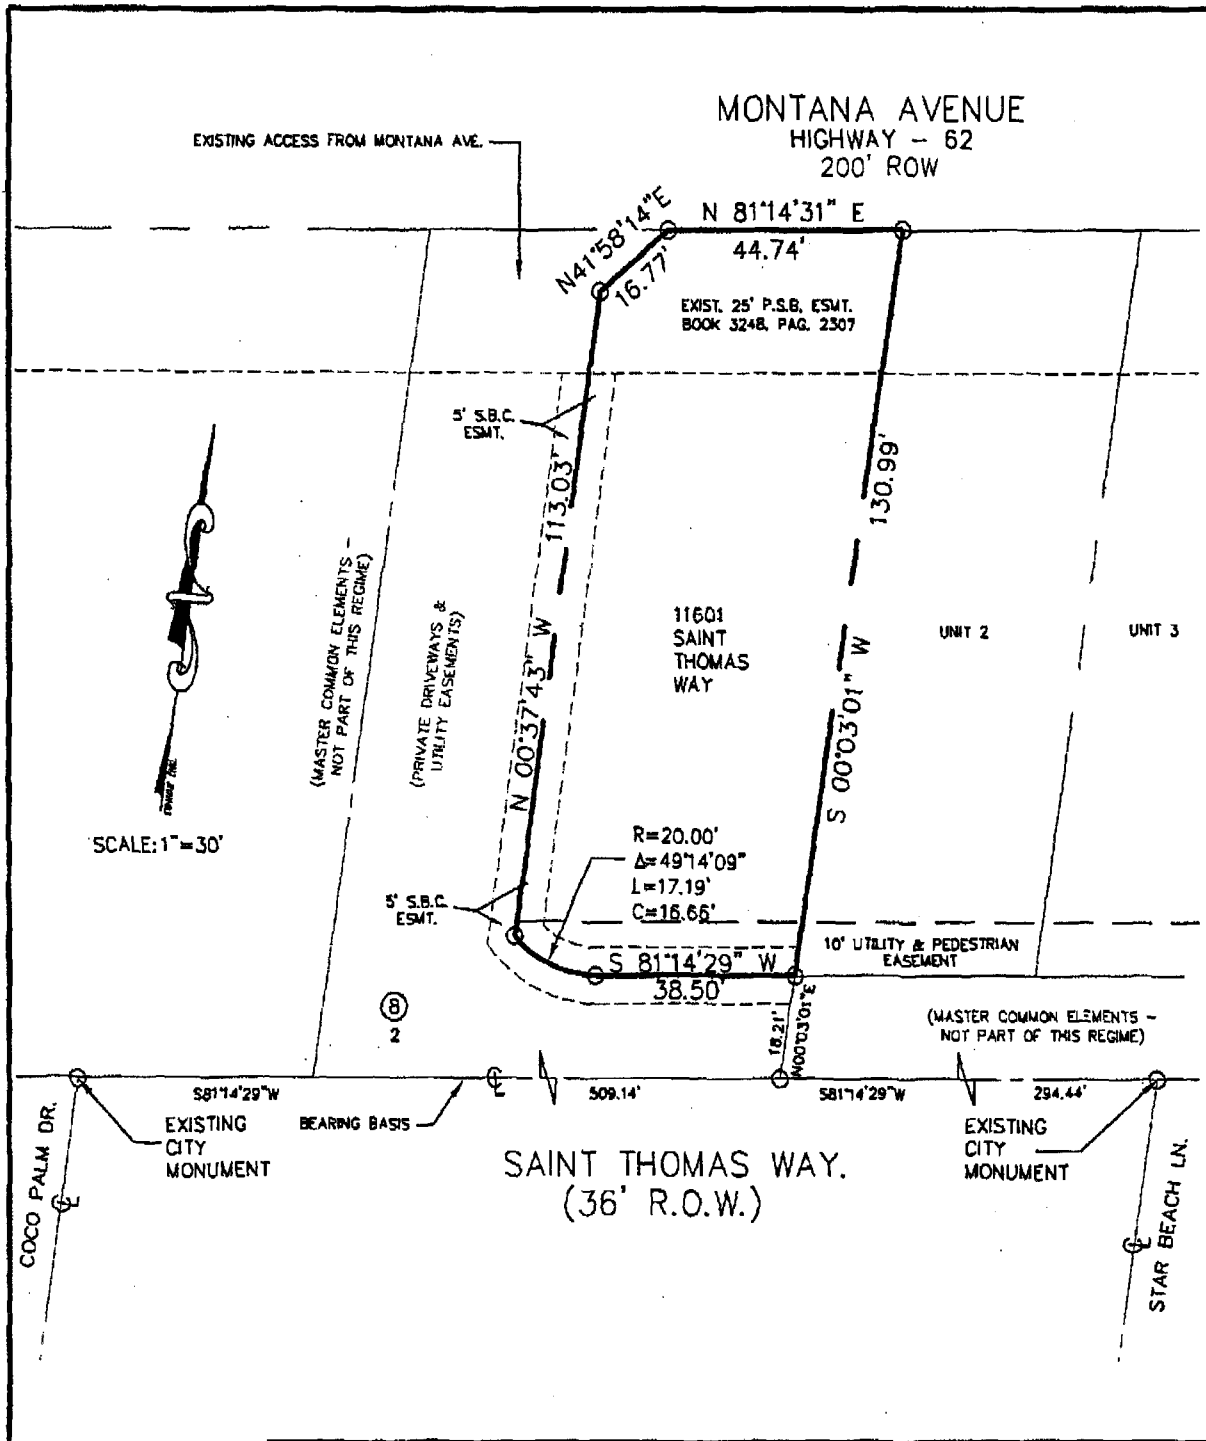 MONTANA AVENUE
HIGHWAY - 62
200' ROW
EXISTING ACCESS FROM MONTANA AVE.
N41°58'14"E
16.77'
N 81°14'31" E
44.74'
EXIST. 25' P.S.B. ESMT.
BOOK 3248, PAG. 2307
5' S.B.C.
ESMT.
113.03'
N 00°37'43" W
130.99'
S 00°03'01" W
(MASTER COMMON ELEMENTS -
NOT PART OF THIS REGIME)
(PRIVATE DRIVEWAYS &
UTILITY EASEMENTS)
11601
SAINT
THOMAS
WAY
UNIT 2
UNIT 3
SCALE: 1"=30'
R=20.00'
Δ=49°14'09"
L=17.19'
C=16.66'
5' S.B.C.
ESMT.
S 81°14'29" W
38.50'
10' UTILITY & PEDESTRIAN
EASEMENT
8
2
18.21'
N00°03'01"E
(MASTER COMMON ELEMENTS -
NOT PART OF THIS REGIME)
S81°14'29"W
509.14'
S81°14'29"W
294.44'
EXISTING
CITY
MONUMENT
BEARING BASIS
EXISTING
CITY
MONUMENT
SAINT THOMAS WAY.
(36' R.O.W.)
COCO PALM DR.
STAR BEACH LN.